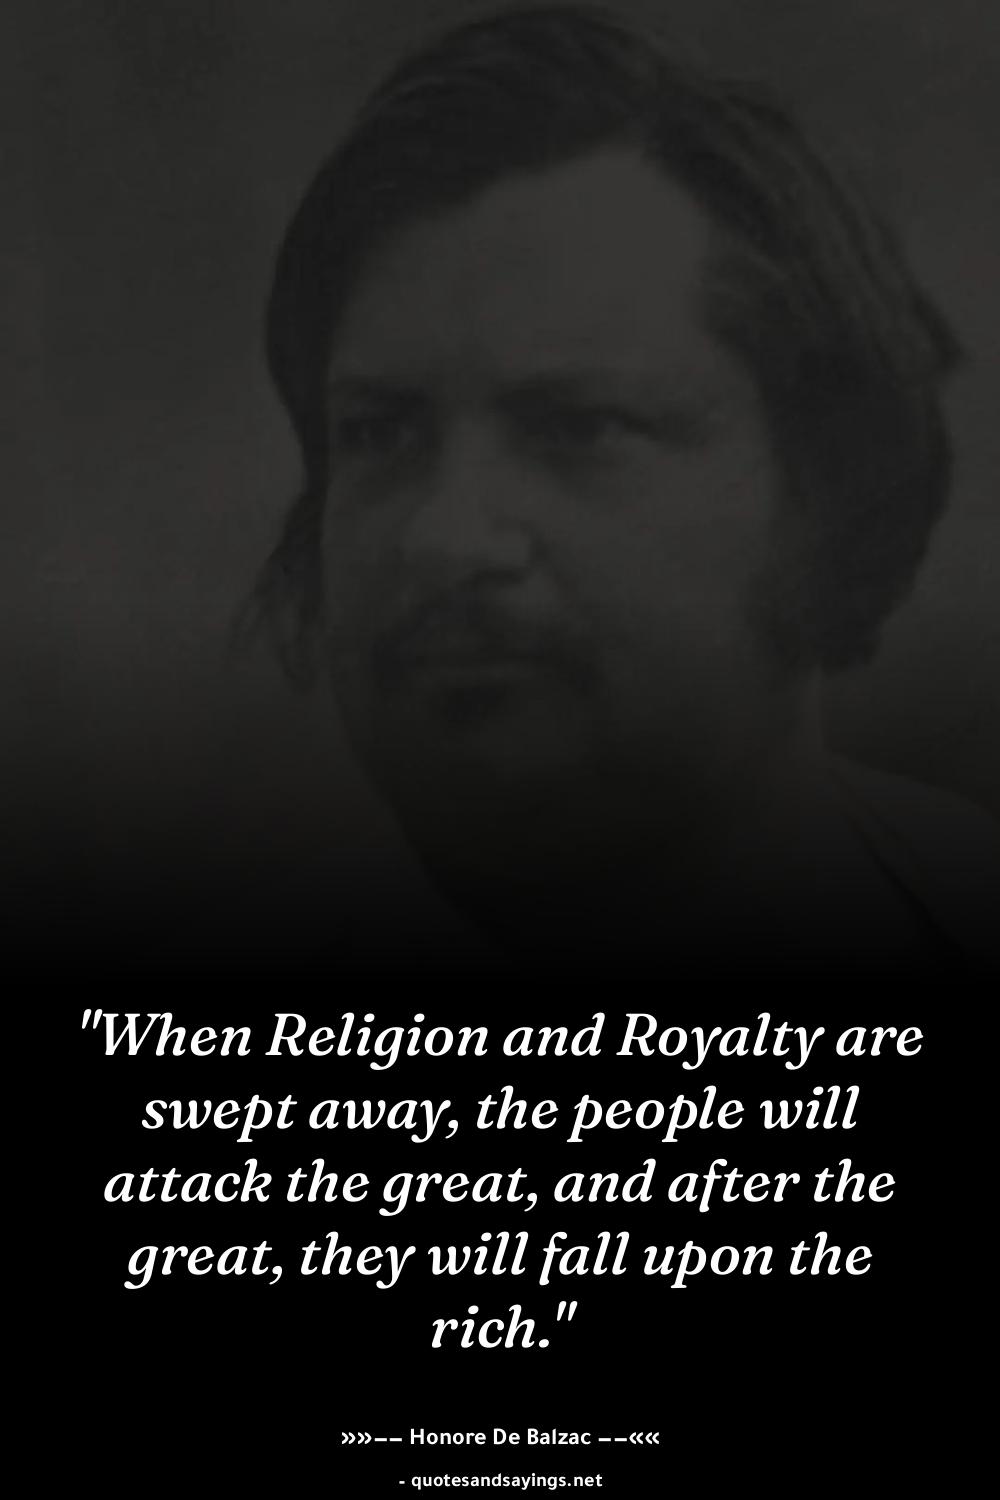 "When Religion and Royalty are
swept away, the people will
attack the great, and after the
great, they will fall upon the
rich."
»»−− Honore De Balzac −−««
- quotesandsayings.net